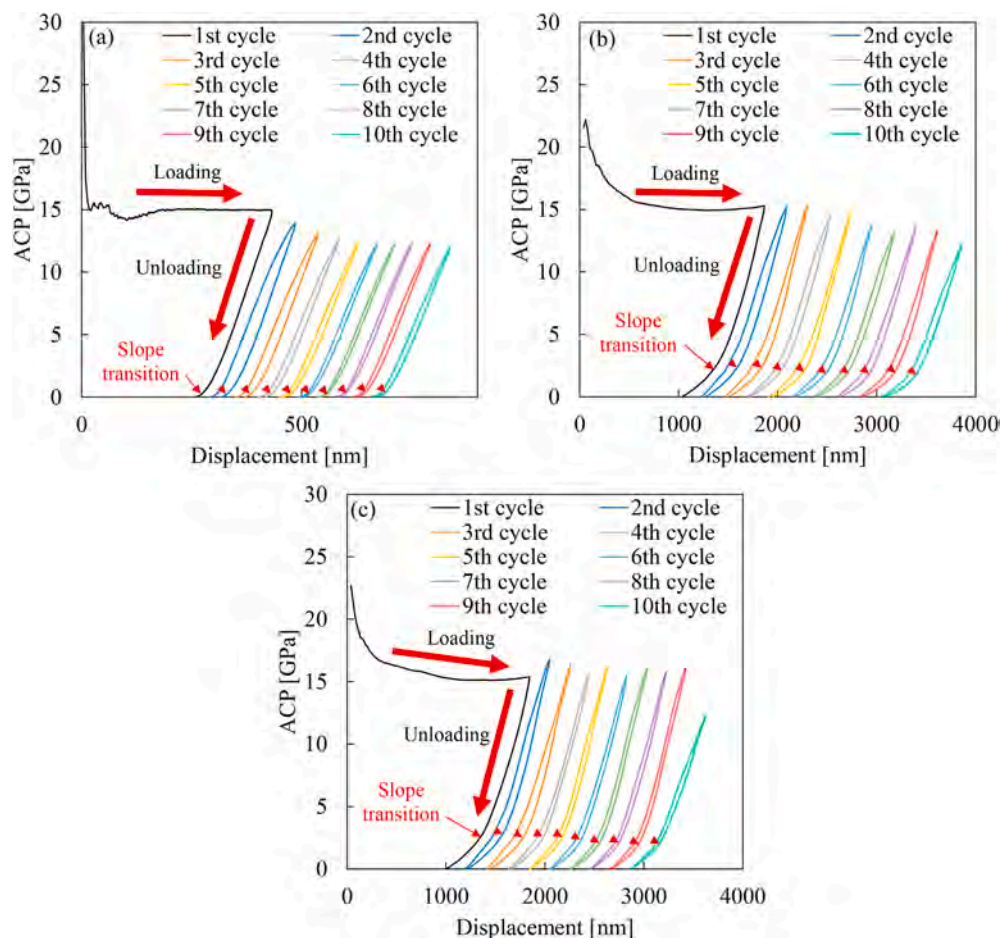 (a)
30
25
20
15
10
5
0
ACP [GPa]
1st cycle 2nd cycle
3rd cycle 4th cycle
5th cycle 6th cycle
7th cycle 8th cycle
9th cycle 10th cycle
Loading
Unloading
Slope
transition
0 500
Displacement [nm]
(b)
30
25
20
15
10
5
0
ACP [GPa]
1st cycle 2nd cycle
3rd cycle 4th cycle
5th cycle 6th cycle
7th cycle 8th cycle
9th cycle 10th cycle
Loading
Unloading
Slope
transition
0 1000 2000 3000 4000
Displacement [nm]
(c)
30
25
20
15
10
5
0
ACP [GPa]
1st cycle 2nd cycle
3rd cycle 4th cycle
5th cycle 6th cycle
7th cycle 8th cycle
9th cycle 10th cycle
Loading
Unloading
Slope
transition
0 1000 2000 3000 4000
Displacement [nm]